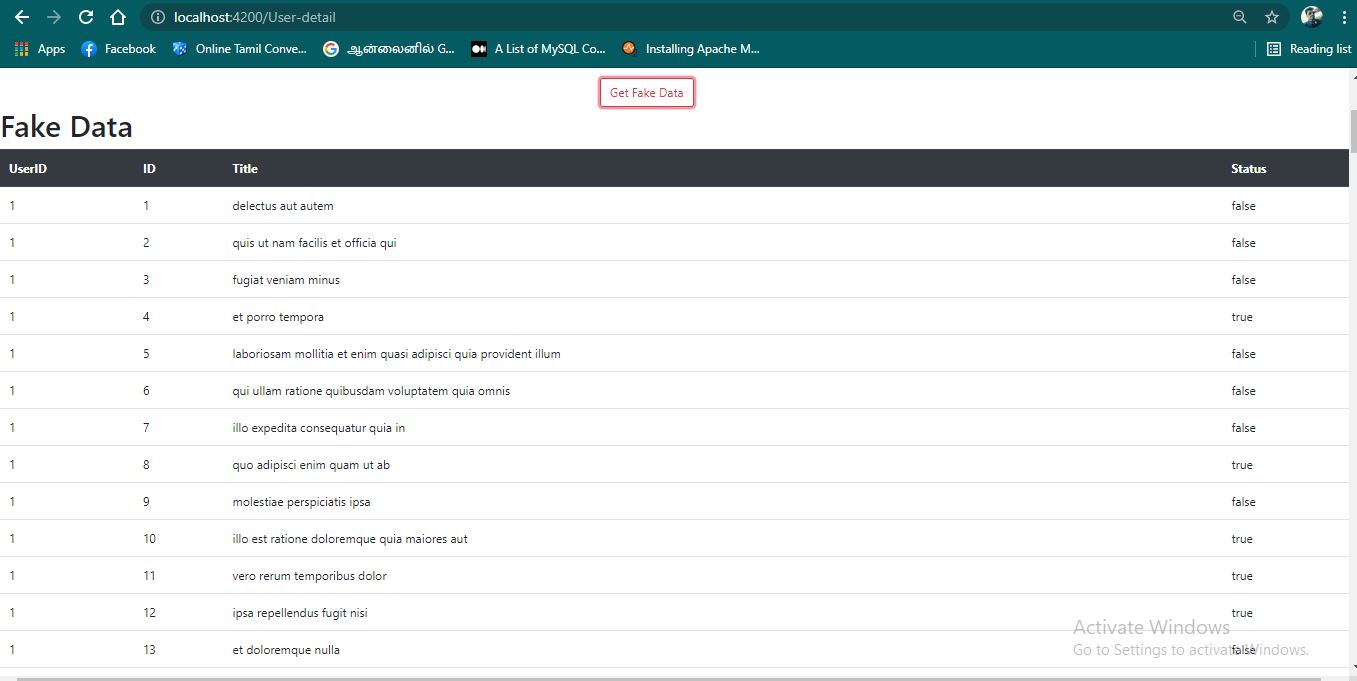 localhost:4200/User-detail
Apps Facebook Online Tamil Conve... ஆன்லைனில் G... A List of MySQL Co... Installing Apache M... Reading list
Get Fake Data
Fake Data
UserID ID Title Status
1 1 delectus aut autem false
1 2 quis ut nam facilis et officia qui false
1 3 fugiat veniam minus false
1 4 et porro tempora true
1 5 laboriosam mollitia et enim quasi adipisci quia provident illum false
1 6 qui ullam ratione quibusdam voluptatem quia omnis false
1 7 illo expedita consequatur quia in false
1 8 quo adipisci enim quam ut ab true
1 9 molestiae perspiciatis ipsa false
1 10 illo est ratione doloremque quia maiores aut true
1 11 vero rerum temporibus dolor true
1 12 ipsa repellendus fugit nisi true
1 13 et doloremque nulla false
Activate Windows
Go to Settings to activate Windows.